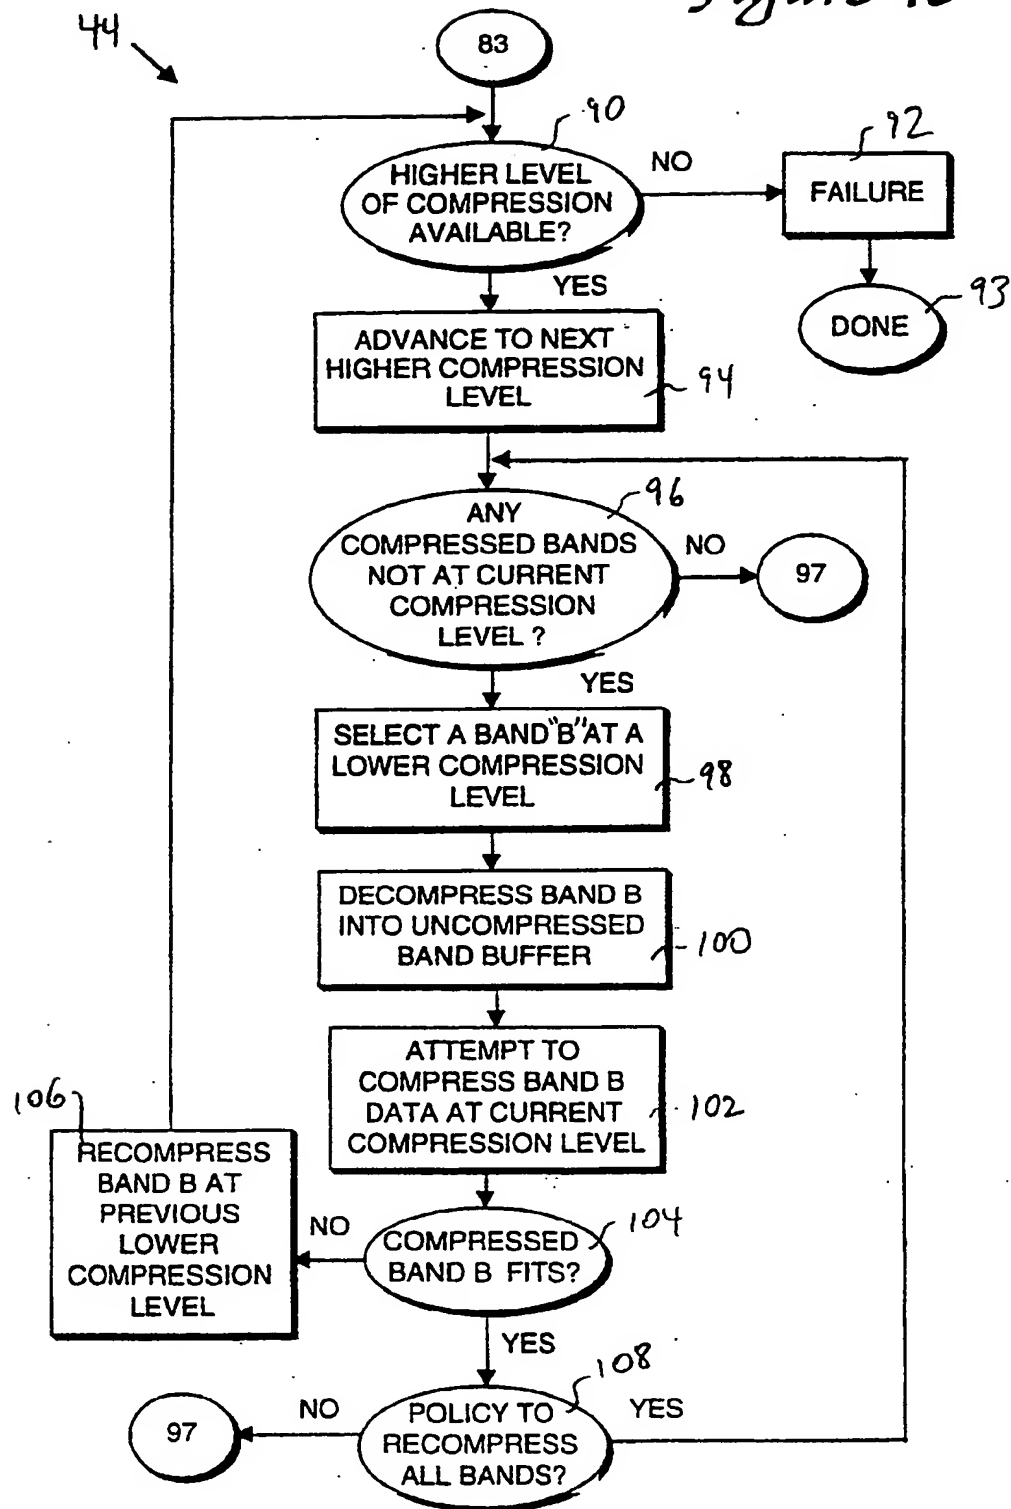 44
83
90
HIGHER LEVEL
OF COMPRESSION
AVAILABLE?
NO
92
FAILURE
YES
93
DONE
ADVANCE TO NEXT
HIGHER COMPRESSION
LEVEL
94
96
ANY
COMPRESSED BANDS
NOT AT CURRENT
COMPRESSION
LEVEL ?
NO
97
YES
SELECT A BAND "B" AT A
LOWER COMPRESSION
LEVEL
98
DECOMPRESS BAND B
INTO UNCOMPRESSED
BAND BUFFER
100
ATTEMPT TO
COMPRESS BAND B
DATA AT CURRENT
COMPRESSION LEVEL
102
106
RECOMPRESS
BAND B AT
PREVIOUS
LOWER
COMPRESSION
LEVEL
NO
104
COMPRESSED
BAND B FITS?
YES
108
97
NO
POLICY TO
RECOMPRESS
ALL BANDS?
YES